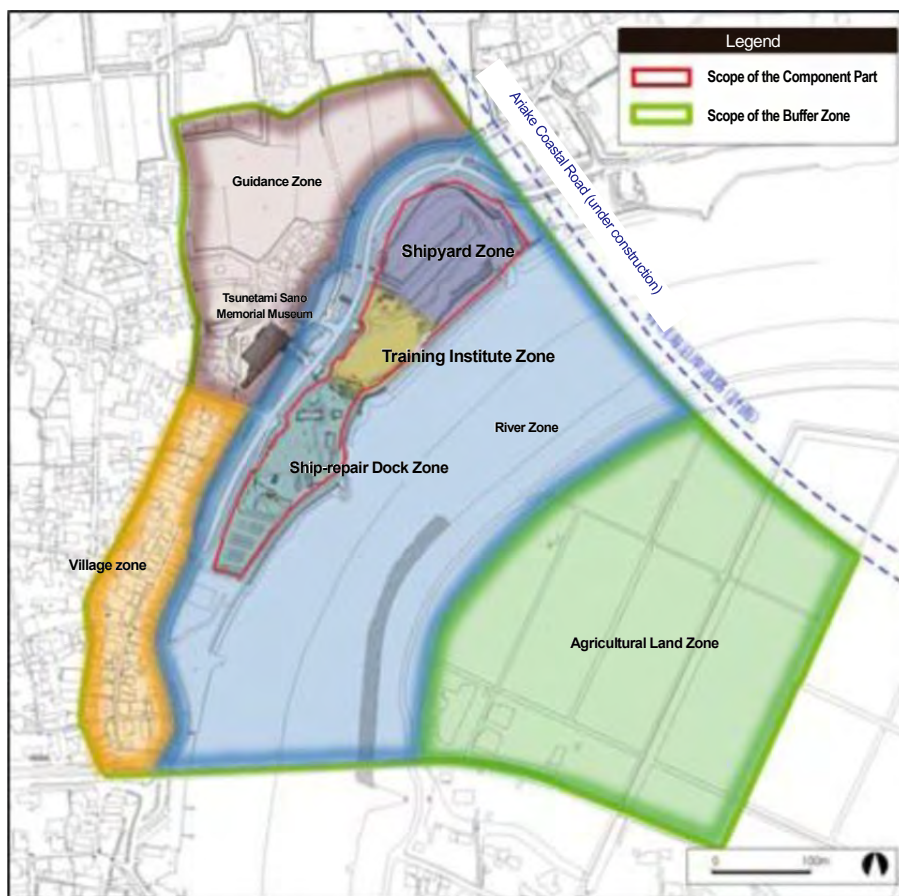 Legend
Scope of the Component Part
Scope of the Buffer Zone
Ariake Coastal Road (under construction)
Guidance Zone
Shipyard Zone
Tsunetami Sano
Memorial Museum
Training Institute Zone
River Zone
Ship-repair Dock Zone
Village zone
Agricultural Land Zone
0
100m